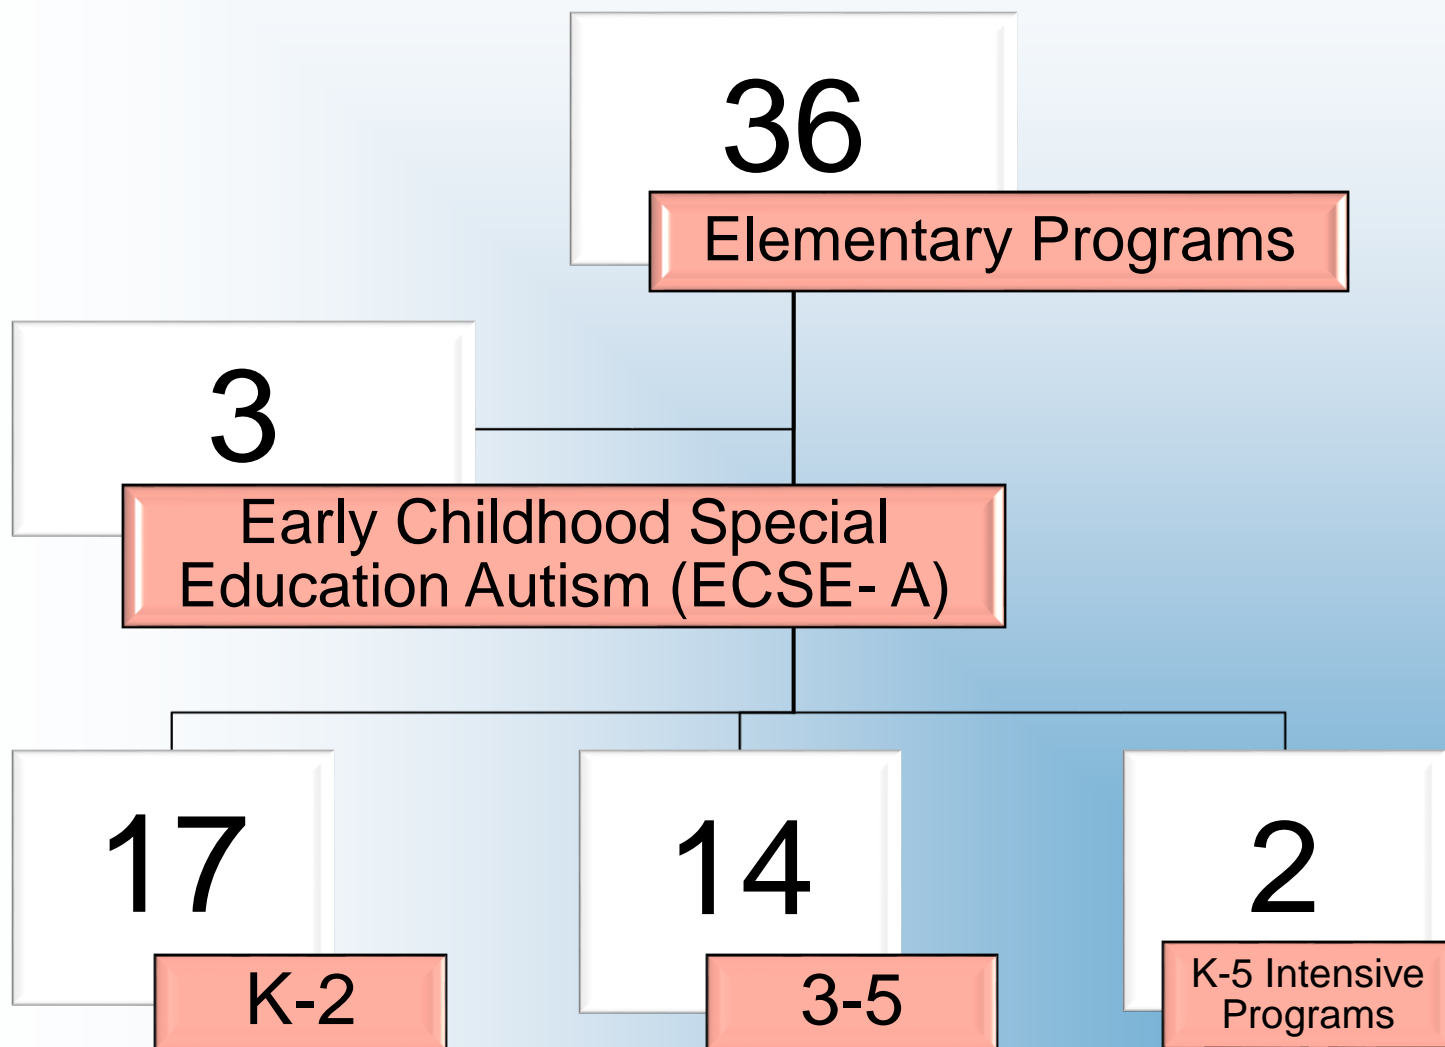 36
Elementary Programs
3
Early Childhood Special
Education Autism (ECSE- A)
17
K-2
14
3-5
2
K-5 Intensive
Programs